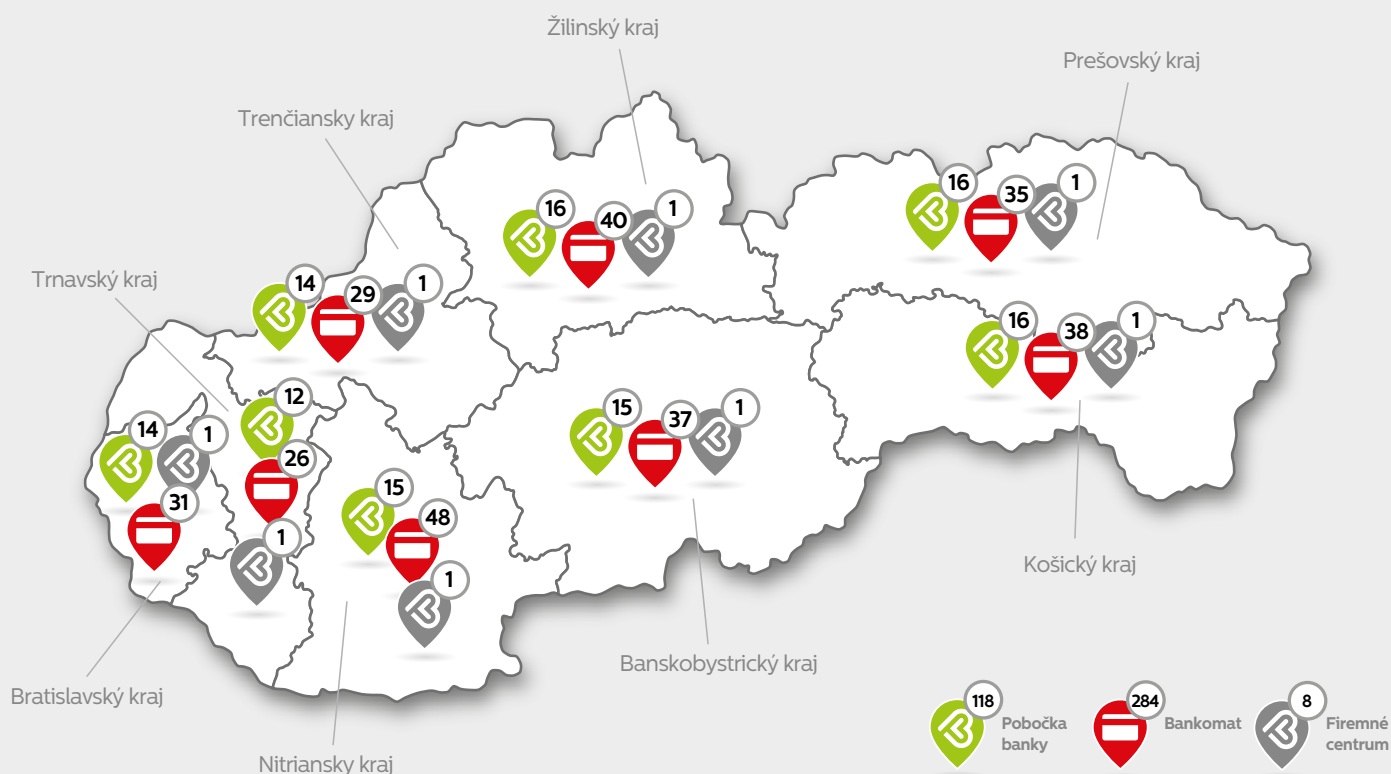 Žilinský kraj
Prešovský kraj
Trenčiansky kraj
16 35 1
16 40 1
Trnavský kraj
14 29 1
16 38 1
12
14 1
15 37 1
26
31
15
48
1
1
Košický kraj
Banskobystrický kraj
Bratislavský kraj
118 Pobočka banky
284 Bankomat
8 Firemné centrum
Nitriansky kraj